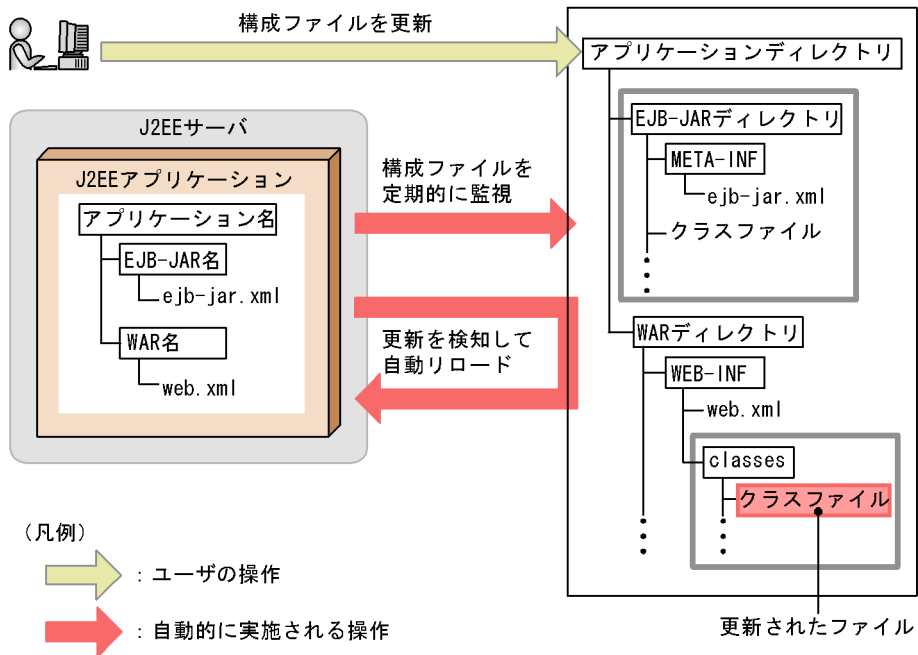 構成ファイルを更新
アプリケーションディレクトリ
J2EEサーバ
J2EEアプリケーション
アプリケーション名
EJB-JAR名
ejb-jar.xml
WAR名
web.xml
構成ファイルを
定期的に監視
更新を検知して
自動リロード
EJB-JARディレクトリ
META-INF
ejb-jar.xml
クラスファイル
WARディレクトリ
WEB-INF
web.xml
classes
クラスファイル
更新されたファイル
(凡例)
:ユーザの操作
:自動的に実施される操作